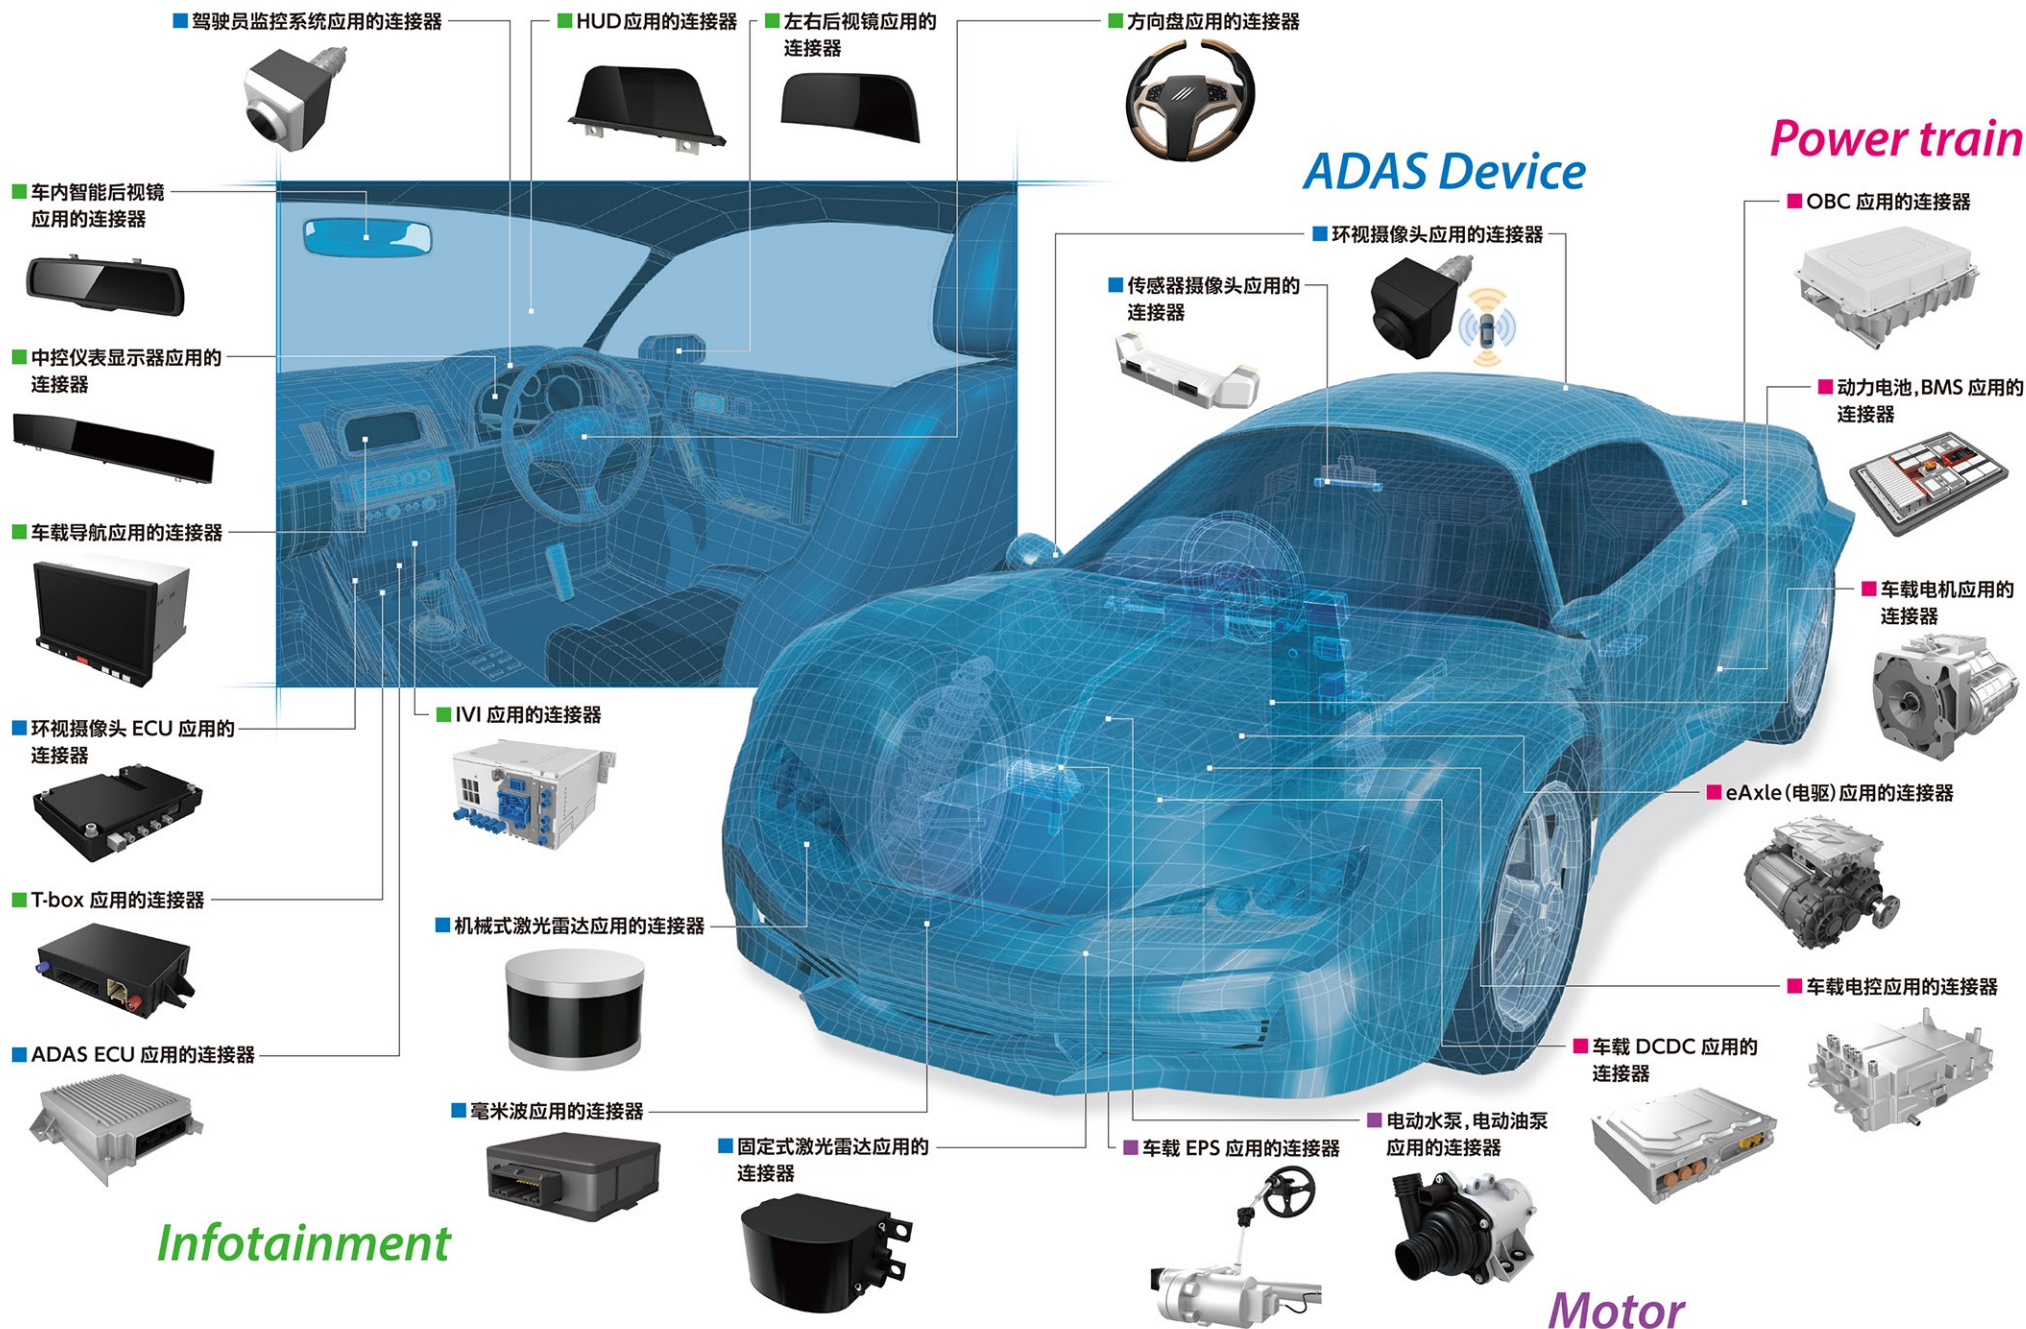 驾驶员监控系统应用的连接器
HUD应用的连接器
左右后视镜应用的
连接器
方向盘应用的连接器
Power train
ADAS Device
车内智能后视镜
应用的连接器
OBC 应用的连接器
环视摄像头应用的连接器
传感器摄像头应用的
连接器
中控仪表显示器应用的
连接器
动力电池,BMS 应用的
连接器
车载导航应用的连接器
车载电机应用的
连接器
环视摄像头 ECU 应用的
连接器
IVI 应用的连接器
eAxle(电驱)应用的连接器
T-box 应用的连接器
机械式激光雷达应用的连接器
车载电控应用的连接器
ADAS ECU 应用的连接器
车载 DCDC 应用的
连接器
毫米波应用的连接器
固定式激光雷达应用的
连接器
车载 EPS 应用的连接器
电动水泵,电动油泵
应用的连接器
Infotainment
Motor